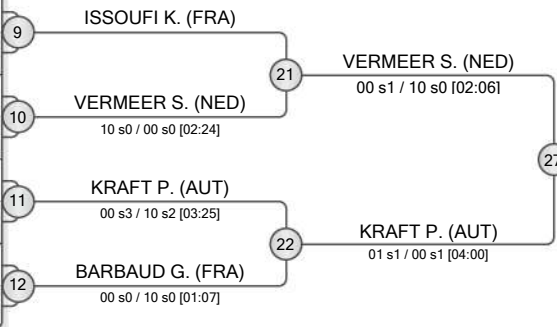 ISSOUFI K. (FRA)
9
21
VERMEER S. (NED)
00 s1 / 10 s0 [02:06]
VERMEER S. (NED)
10
10 s0 / 00 s0 [02:24]
27
KRAFT P. (AUT)
11
00 s3 / 10 s2 [03:25]
22
KRAFT P. (AUT)
01 s1 / 00 s1 [04:00]
BARBAUD G. (FRA)
12
00 s0 / 10 s0 [01:07]